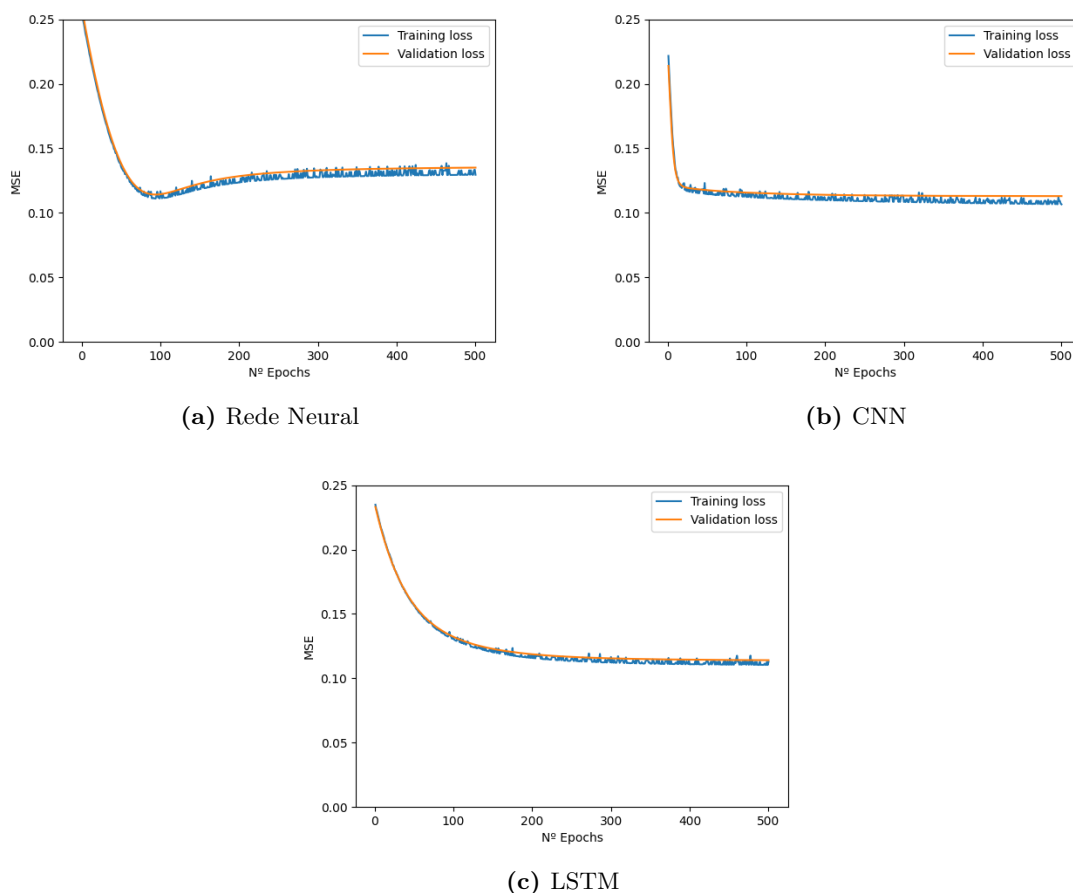 0.25
0.20
0.15
0.10
0.05
0.00
MSE
Training loss
Validation loss
0 100 200 300 400 500
Nº Epochs
(a) Rede Neural
0.25
0.20
0.15
0.10
0.05
0.00
MSE
Training loss
Validation loss
0 100 200 300 400 500
Nº Epochs
(b) CNN
0.25
0.20
0.15
0.10
0.05
0.00
MSE
Training loss
Validation loss
0 100 200 300 400 500
Nº Epochs
(c) LSTM